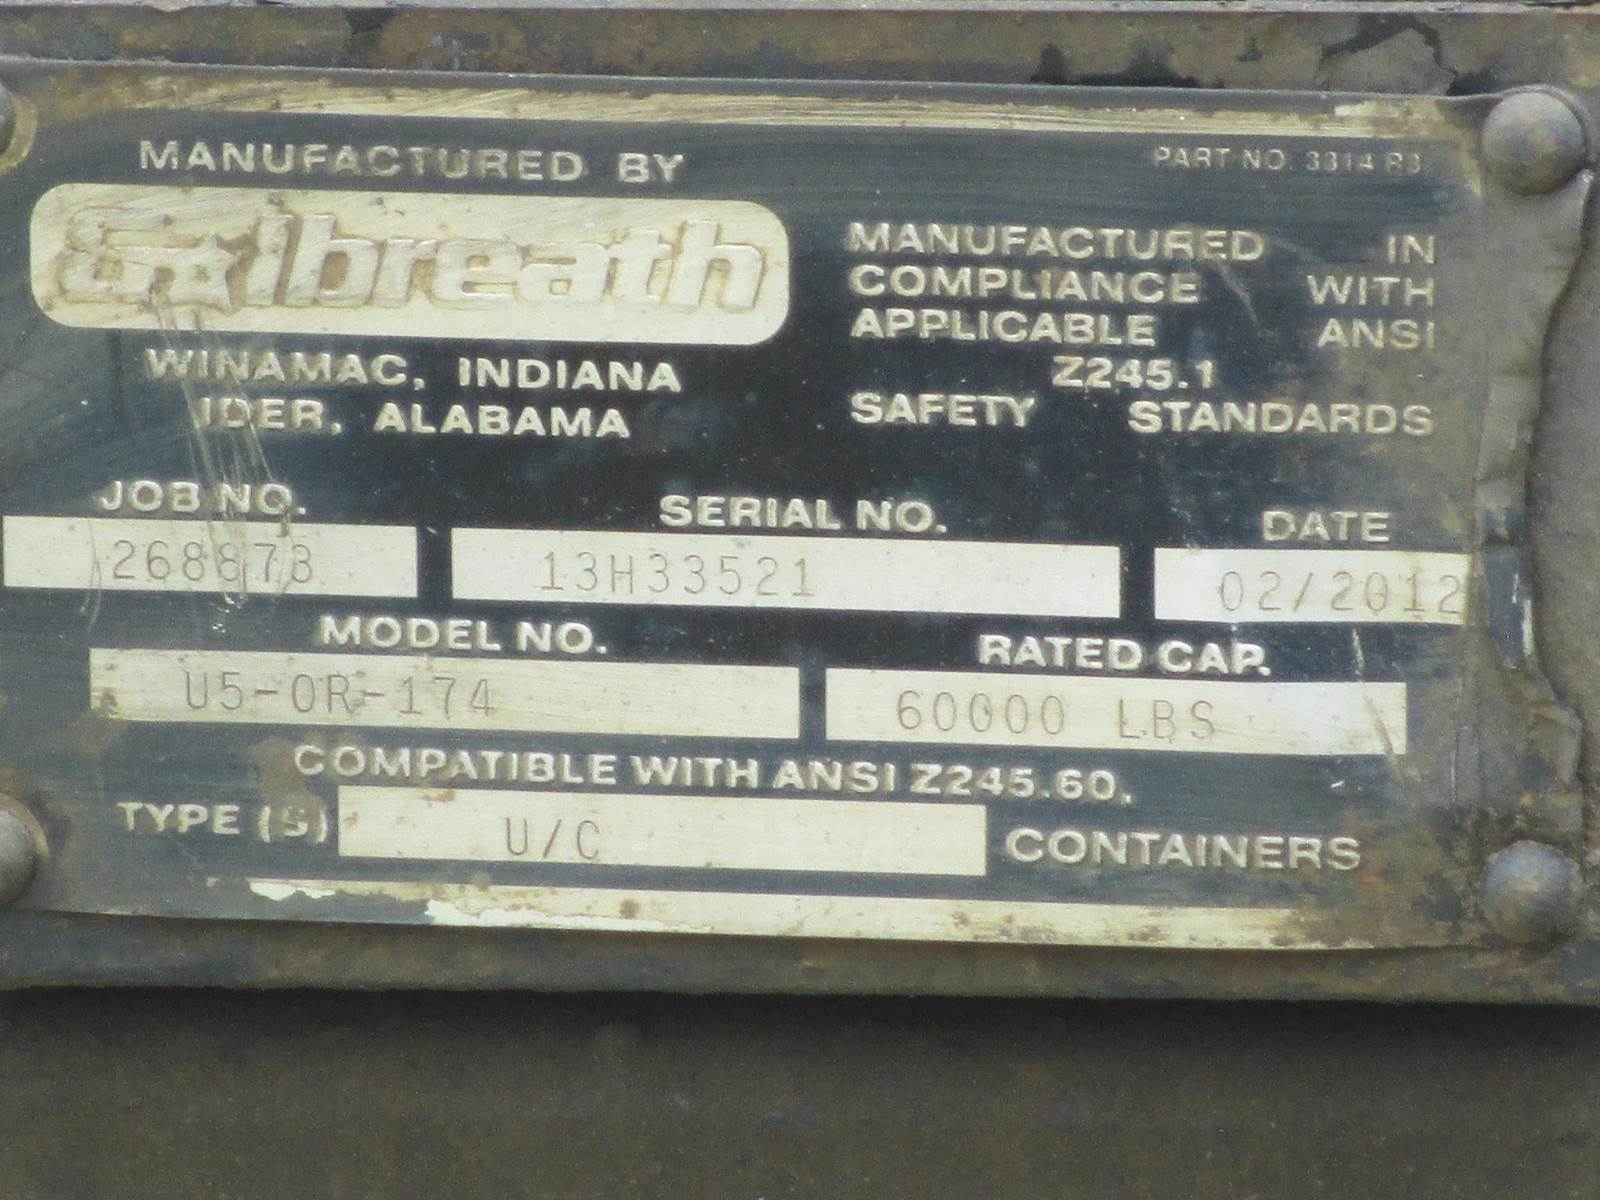 MANUFACTURED BY
PART NO. 3314 R3
Galbreath
WINAMAC, INDIANA
IDER, ALABAMA
MANUFACTURED IN
COMPLIANCE WITH
APPLICABLE ANSI
Z245.1
SAFETY STANDARDS
JOB NO. SERIAL NO. DATE
268873 13H33521 02/2012
MODEL NO. RATED CAP.
U5-OR-174 60000 LBS
COMPATIBLE WITH ANSI Z245.60,
TYPE (S) U/C CONTAINERS